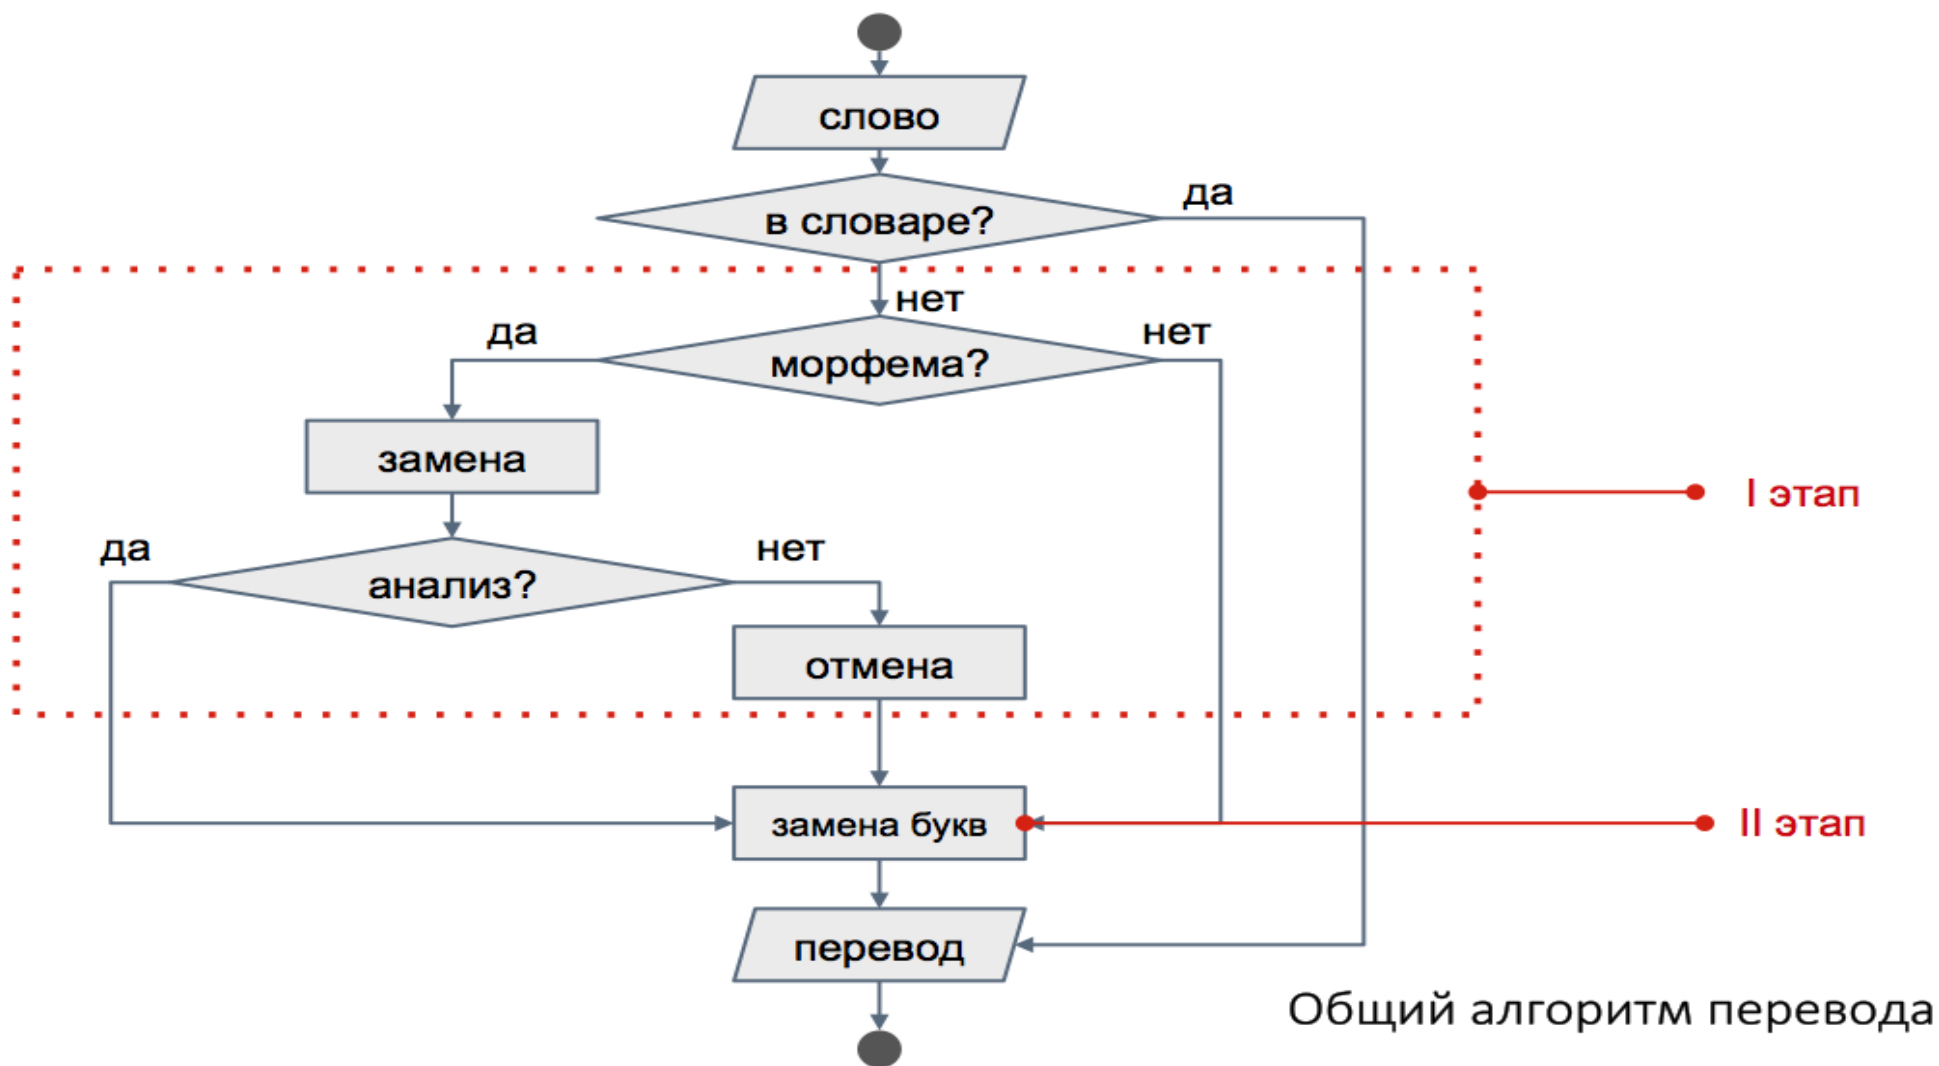 слово
да
в словаре?
нет
да
нет
морфема?
замена
I этап
да
нет
анализ?
отмена
замена букв
II этап
перевод
Общий алгоритм перевода